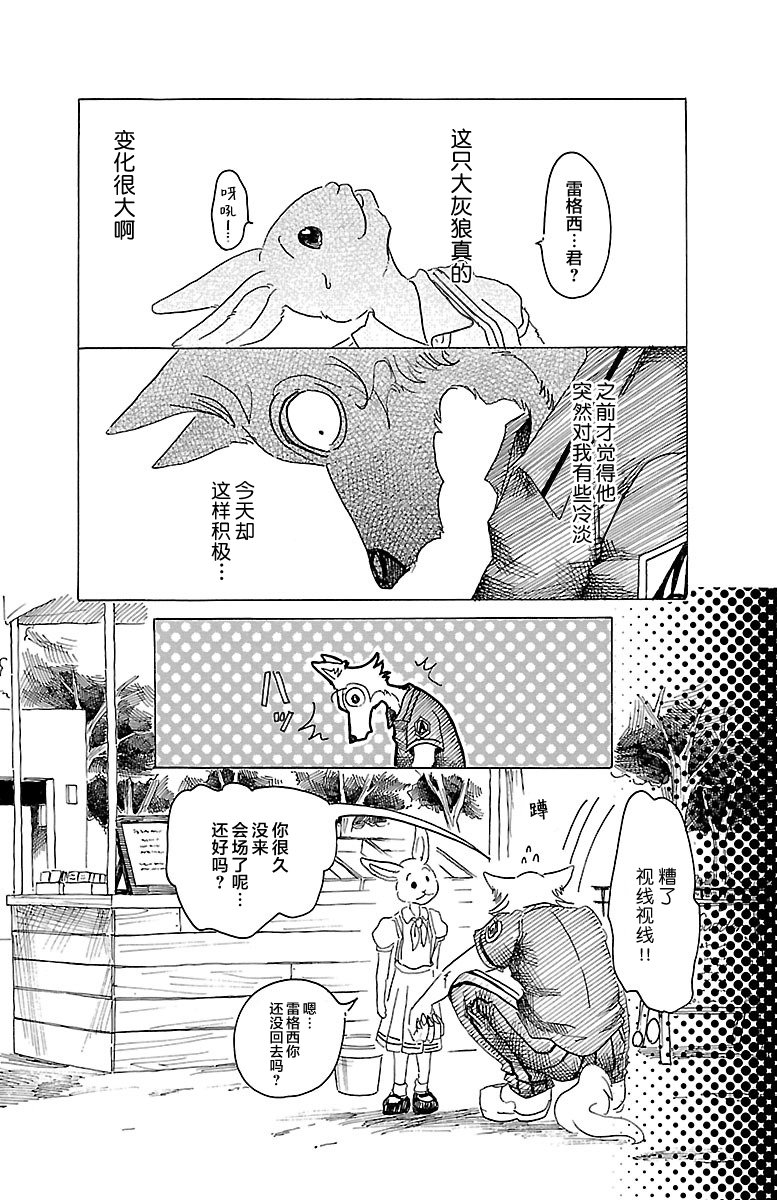 雷格西…君？
这只大灰狼真的
呀吼！…
变化很大啊
之前才觉得他
突然对我有些冷淡
今天却
这样积极…
ハッ
糟了
视线视线!!
蹲
你很久
没来
会场了呢…
还好吗？
嗯…
雷格西你
还没回去吗？